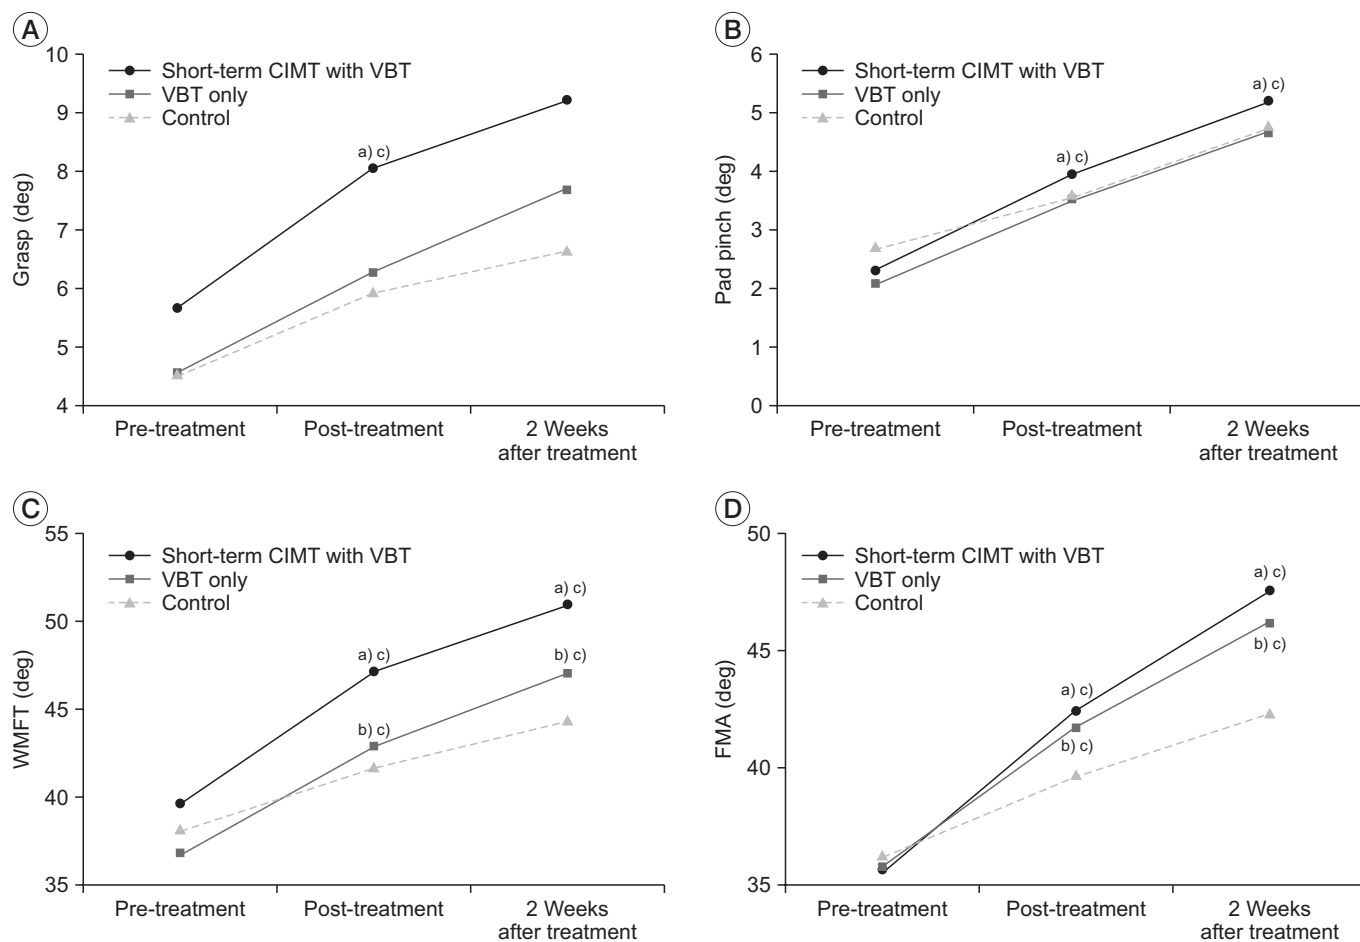 A
10
9
8
7
6
5
4
Grasp (deg)
Short-term CIMT with VBT
VBT only
Control
a) c)
Pre-treatment
Post-treatment
2 Weeks
after treatment
B
6
5
4
3
2
1
0
Pad pinch (deg)
Short-term CIMT with VBT
VBT only
Control
a) c)
a) c)
Pre-treatment
Post-treatment
2 Weeks
after treatment
C
55
50
45
40
35
WMFT (deg)
Short-term CIMT with VBT
VBT only
Control
a) c)
a) c)
b) c)
b) c)
Pre-treatment
Post-treatment
2 Weeks
after treatment
D
50
45
40
35
FMA (deg)
Short-term CIMT with VBT
VBT only
Control
a) c)
b) c)
a) c)
b) c)
Pre-treatment
Post-treatment
2 Weeks
after treatment